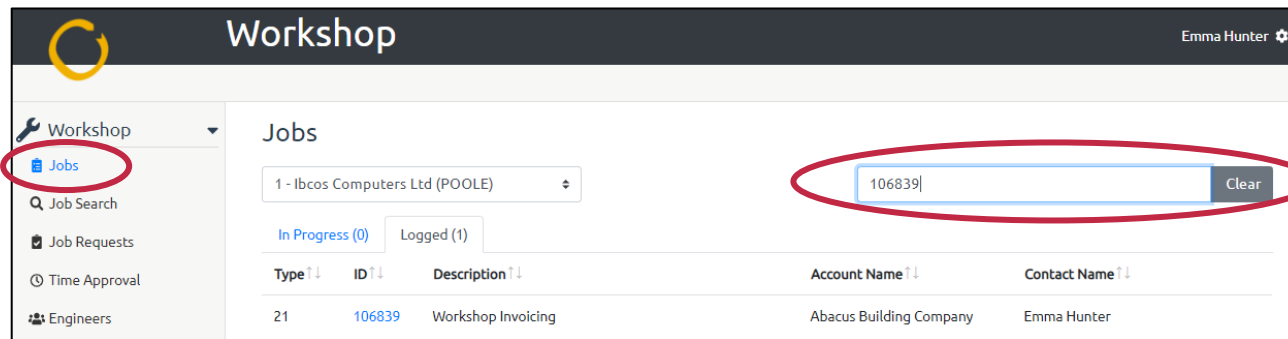 Workshop
Emma Hunter
Workshop
Jobs
Job Search
Job Requests
Time Approval
Engineers
Jobs
1 - Ibcos Computers Ltd (POOLE)
106839
Clear
In Progress (0) Logged (1)
Type ID Description Account Name Contact Name
21 106839 Workshop Invoicing Abacus Building Company Emma Hunter